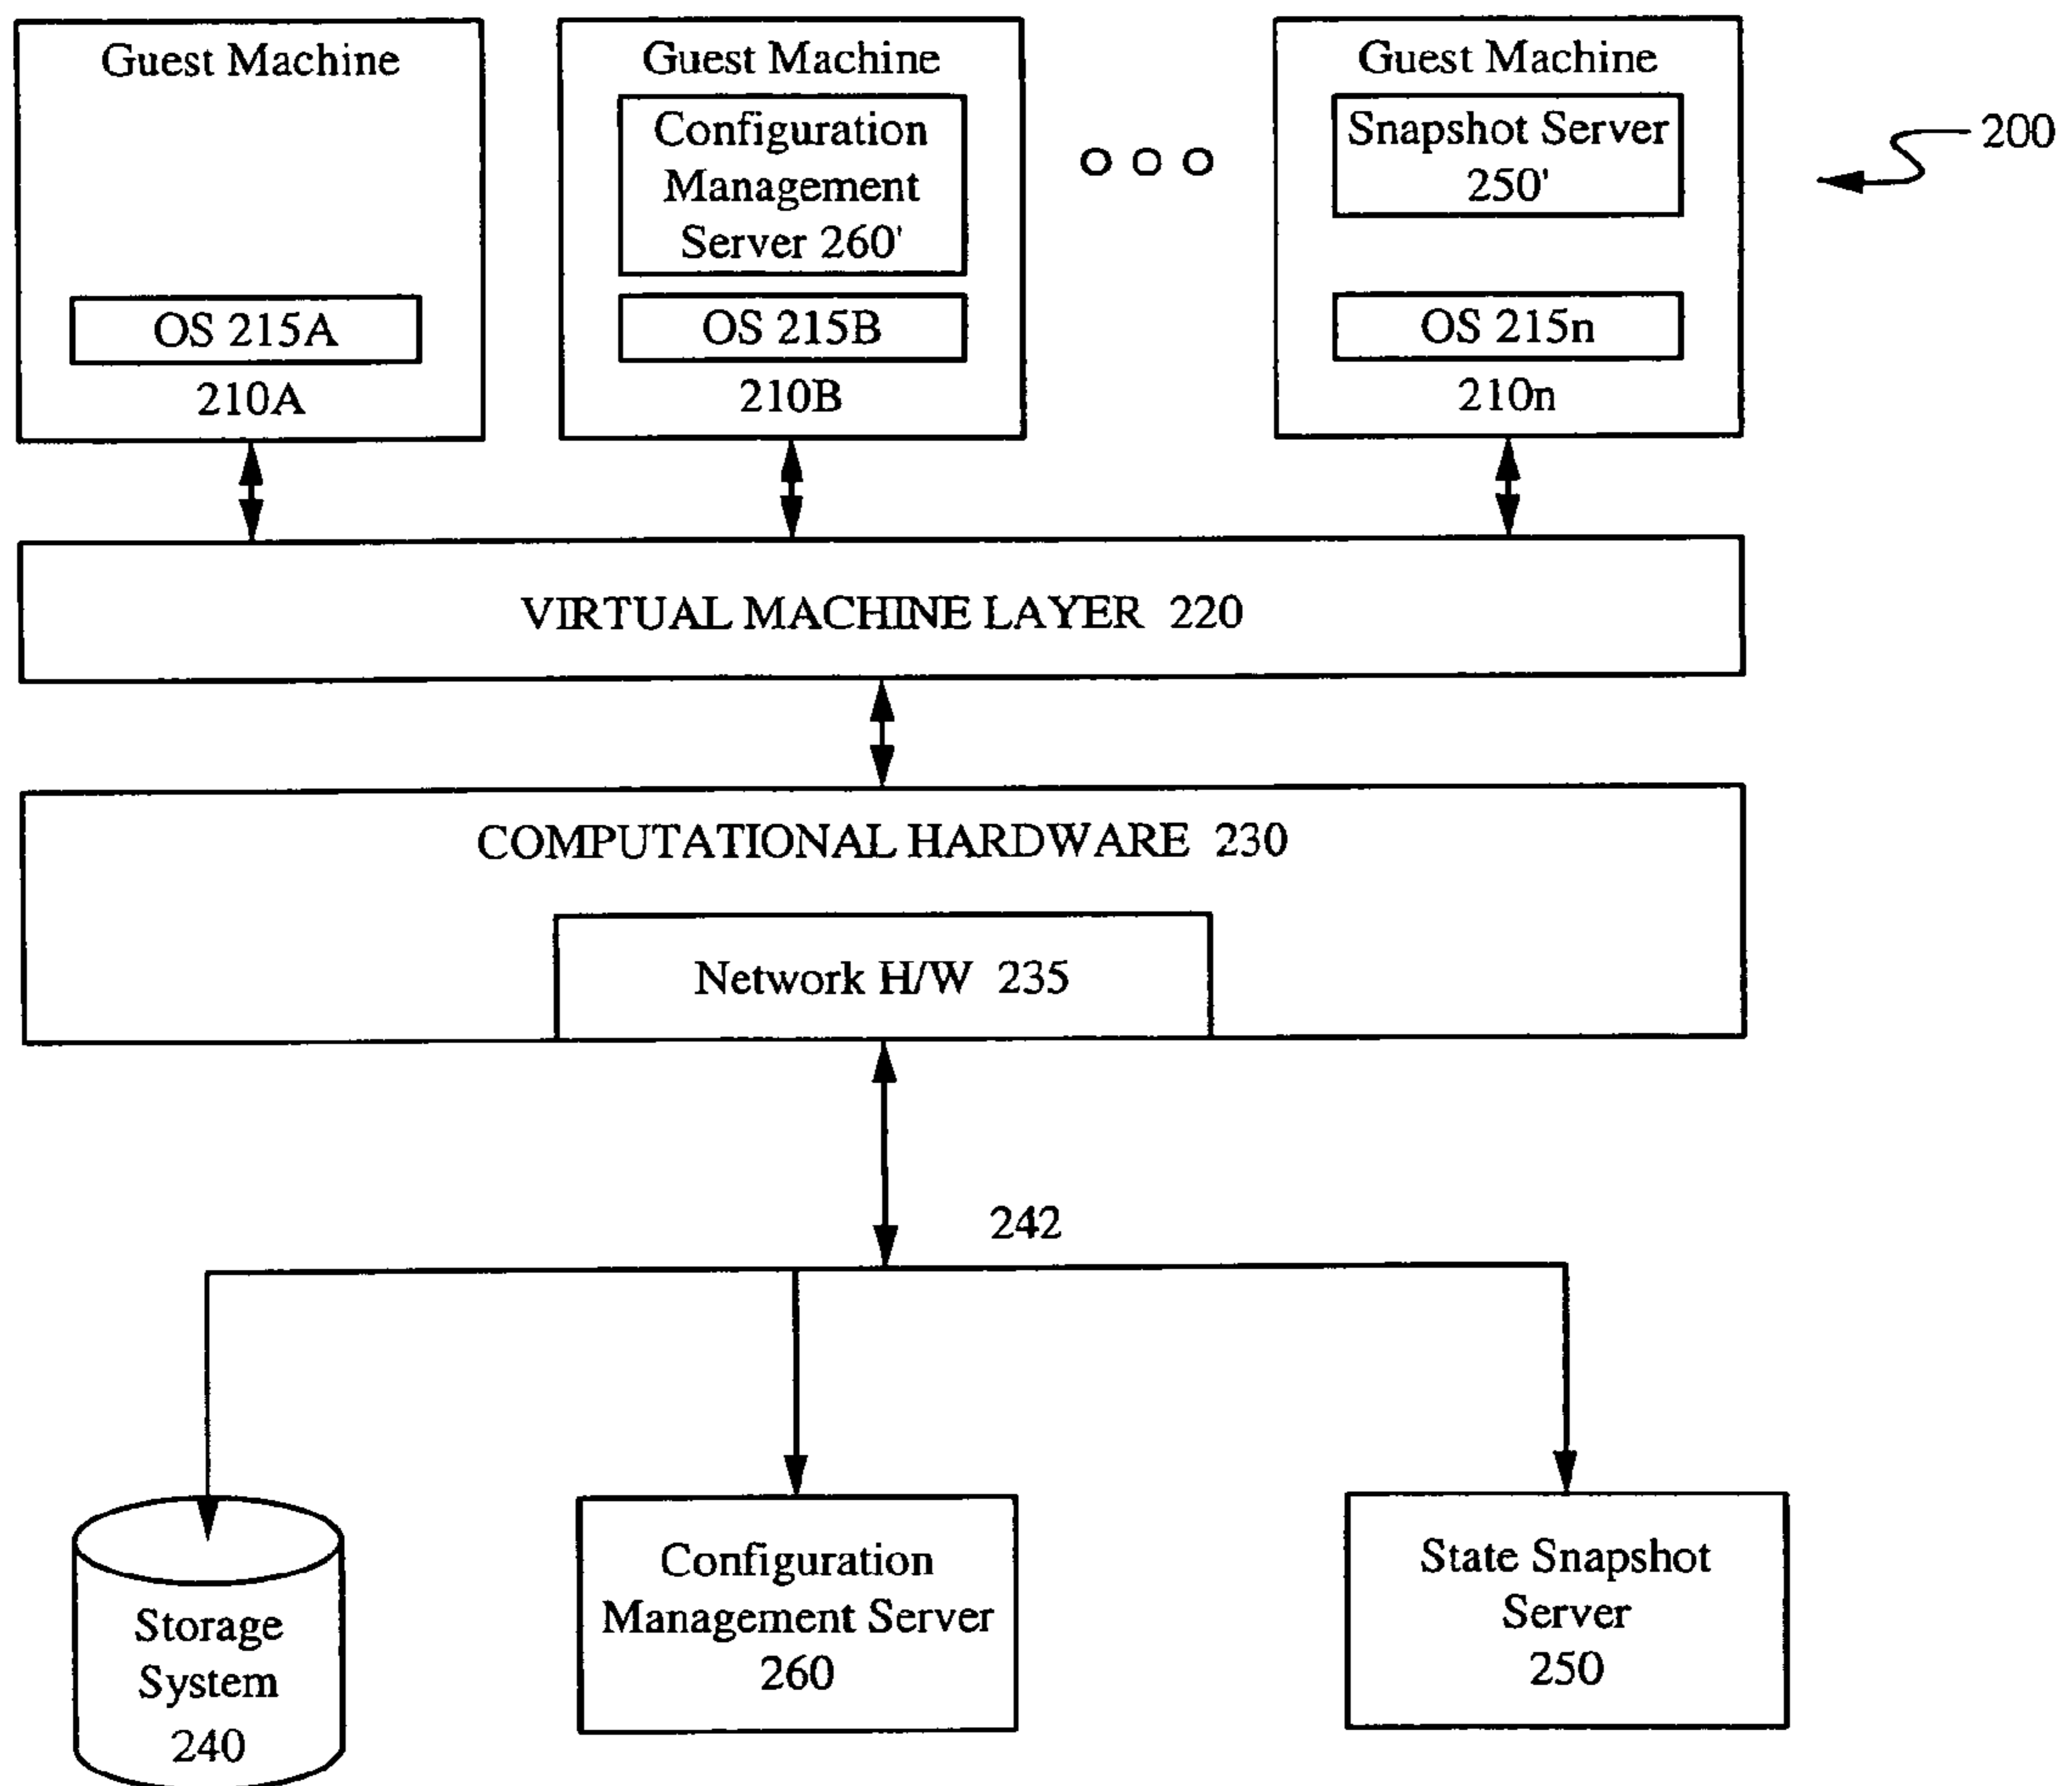 Guest Machine
OS 215A
210A
Guest Machine
Configuration
Management
Server 260'
OS 215B
210B
Guest Machine
Snapshot Server
250'
OS 215n
210n
200
VIRTUAL MACHINE LAYER 220
COMPUTATIONAL HARDWARE 230
Network H/W 235
242
Storage
System
240
Configuration
Management Server
260
State Snapshot
Server
250